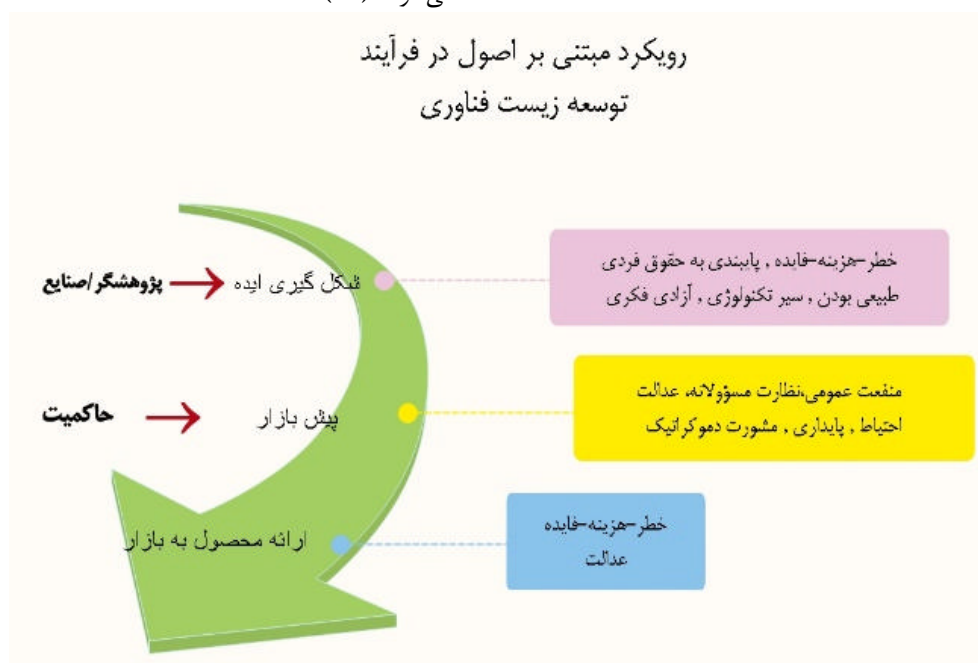 رویکرد مبتنی بر اصول در فرآیند
توسعه زیست فناوری
خطر-هزینه-فایده , پایبندی به حقوق فردی
طبیعی بودن , سیر تکنولوژی , آزادی فکری
شکل گیری ایده
پژوهشگر/صنایع
منفعت عمومی،نظارت مسؤولانه، عدالت
احتیاط , پایداری , مشورت دموکراتیک
پیش بازار
حاکمیت
خطر-هزینه-فایده
عدالت
ارائه محصول به بازار